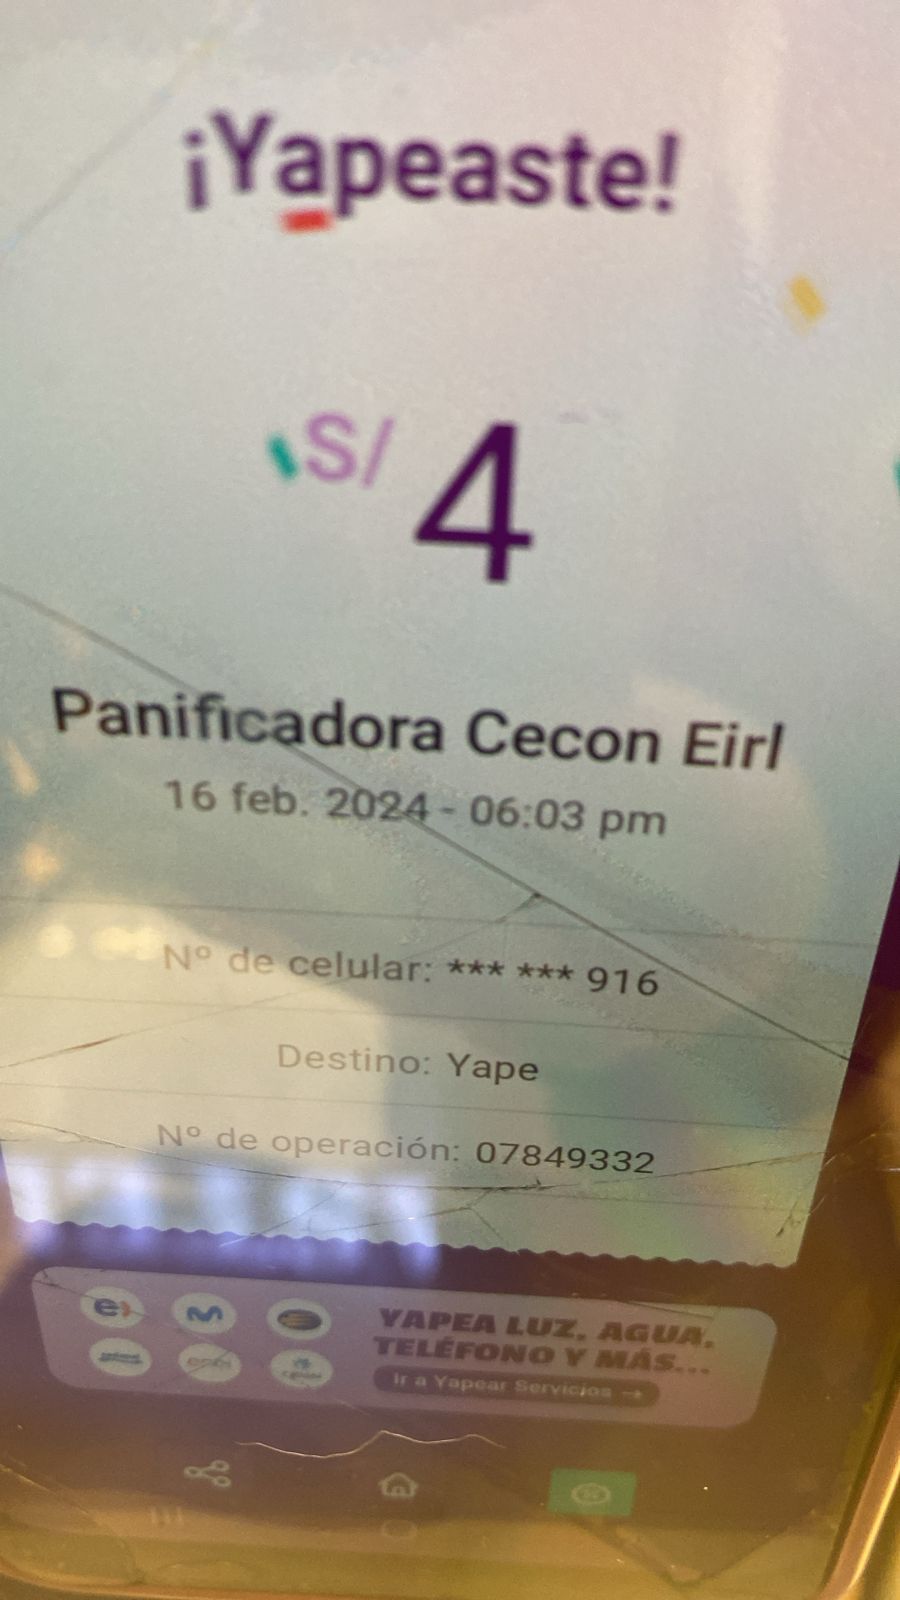 ¡Yapeaste!
S/ 4
Panificadora Cecon Eirl
16 feb. 2024 - 06:03 pm
Nº de celular: *** *** 916
Destino: Yape
Nº de operación: 07849332
YAPEA LUZ, AGUA,
TELÉFONO Y MÁS...
Ir a Yapear Servicios →